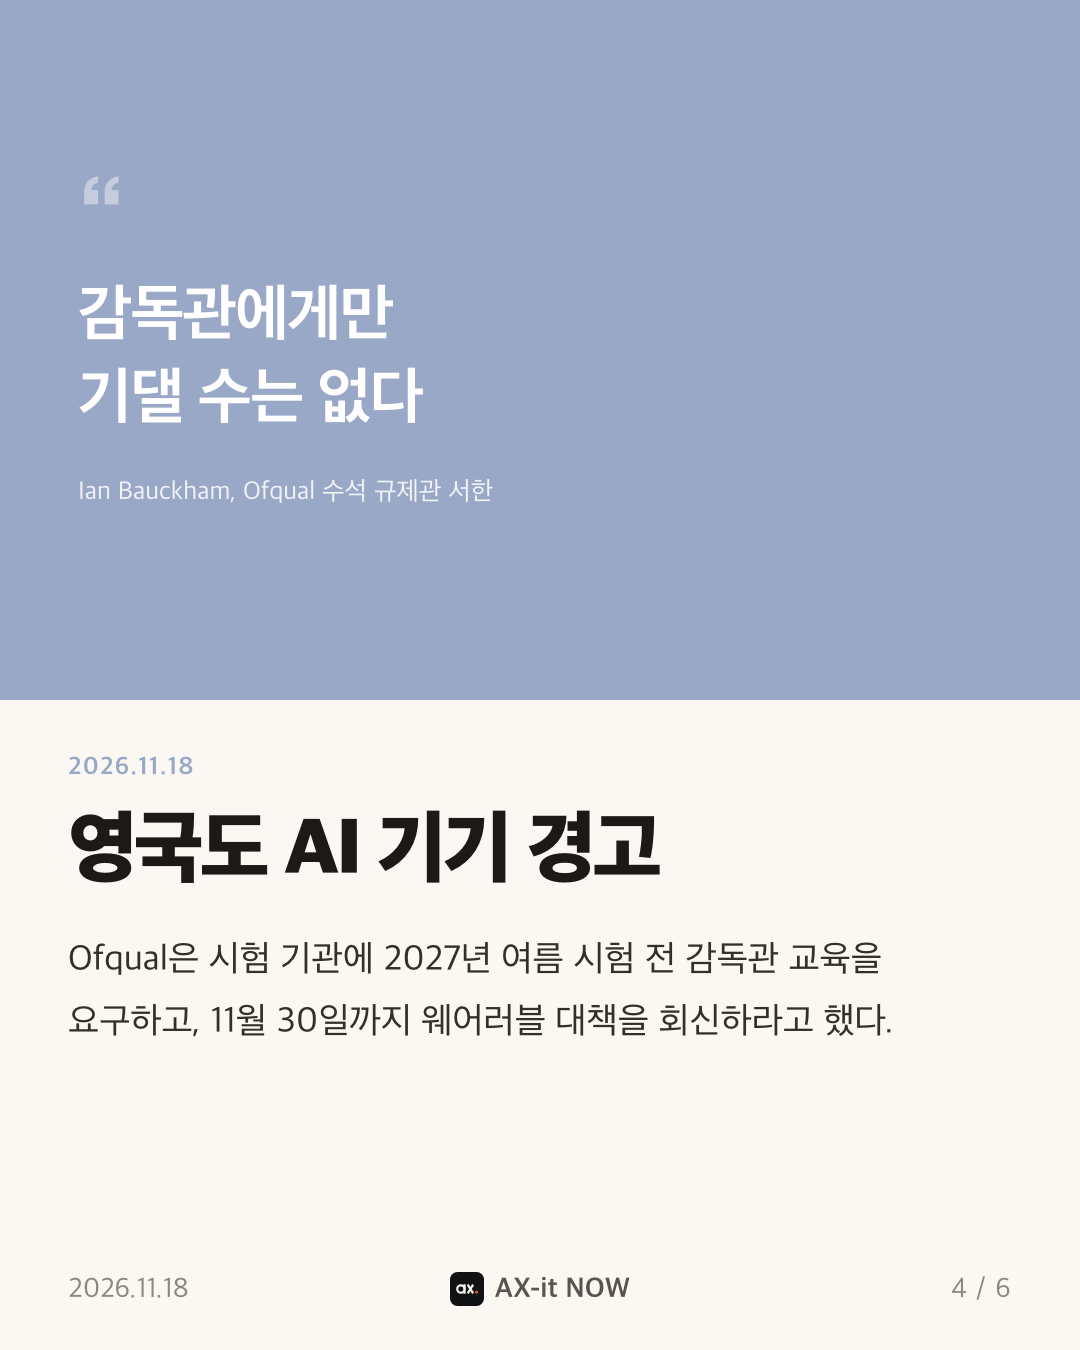 “
감독관에게만
기댈 수는 없다
Ian Bauckham, Ofqual 수석 규제관 서한
2026.11.18
영국도 AI 기기 경고
Ofqual은 시험 기관에 2027년 여름 시험 전 감독관 교육을
요구하고, 11월 30일까지 웨어러블 대책을 회신하라고 했다.
2026.11.18
ax. AX-it NOW
4 / 6